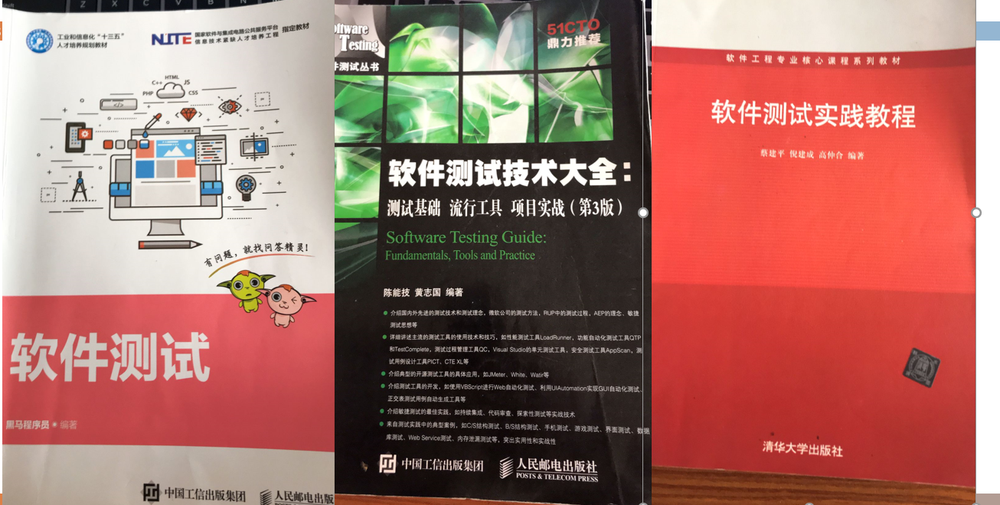 工业和信息化“十三五”
人才培养规划教材
NITE
国家软件与集成电路公共服务平台
信息技术紧缺人才培养工程
指定教材
HTML
C++
JS
PHP
CSS
</>
有问题，就找问答精灵!
软件测试
黑马程序员 编著
中国工信出版集团
人民邮电出版
Z X C V B N
oftware
Testing
件测试丛书
51CTO
鼎力推荐
软件测试技术大全：
测试基础 流行工具 项目实战（第3版）
Software Testing Guide:
Fundamentals, Tools and Practice
陈能技 黄志国 编著
介绍国内外先进的测试技术和测试理念，微软公司的测试方法，RUP中的测试过程，AEP的理念、敏捷
测试思想等
详细讲述主流的测试工具的使用技术和技巧，如性能测试工具LoadRunner，功能自动化测试工具QTP
和TestComplete，测试过程管理工具QC，Visual Studio的单元测试工具，安全测试工具AppScan，测
试用例设计工具PICT、CTE XL等
介绍典型的开源测试工具的具体应用，如JMeter、White、Watir等
介绍测试工具的开发，如使用VBScript进行Web自动化测试、利用UIAutomation实现GUI自动化测试、
正交表测试用例自动生成工具等
介绍敏捷测试的最佳实践，如持续集成、代码审查、探索性测试等实战技术
来自测试实践中的典型案例，如C/S结构测试、B/S结构测试、手机测试、游戏测试、界面测试、数据
库测试、Web Service测试、内存泄漏测试等，突出实用性和实战性
中国工信出版集团
人民邮电出版社
POSTS & TELECOM PRESS
软件工程专业核心课程系列教材
软件测试实践教程
蔡建平 倪建成 高仲合 编著
清华大学出版社